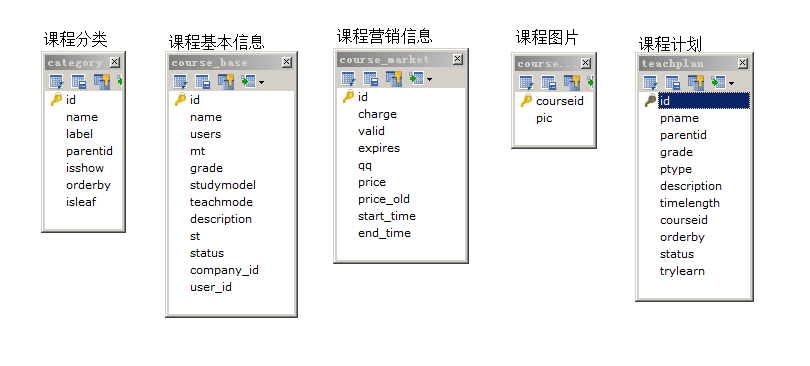 课程分类
category
id
name
label
parentid
isshow
orderby
isleaf
课程基本信息
course_base
id
name
users
mt
grade
studymodel
teachmode
description
st
status
company_id
user_id
课程营销信息
course_market
id
charge
valid
expires
qq
price
price_old
start_time
end_time
课程图片
course...
courseid
pic
课程计划
teachplan
id
pname
parentid
grade
ptype
description
timelength
courseid
orderby
status
trylearn